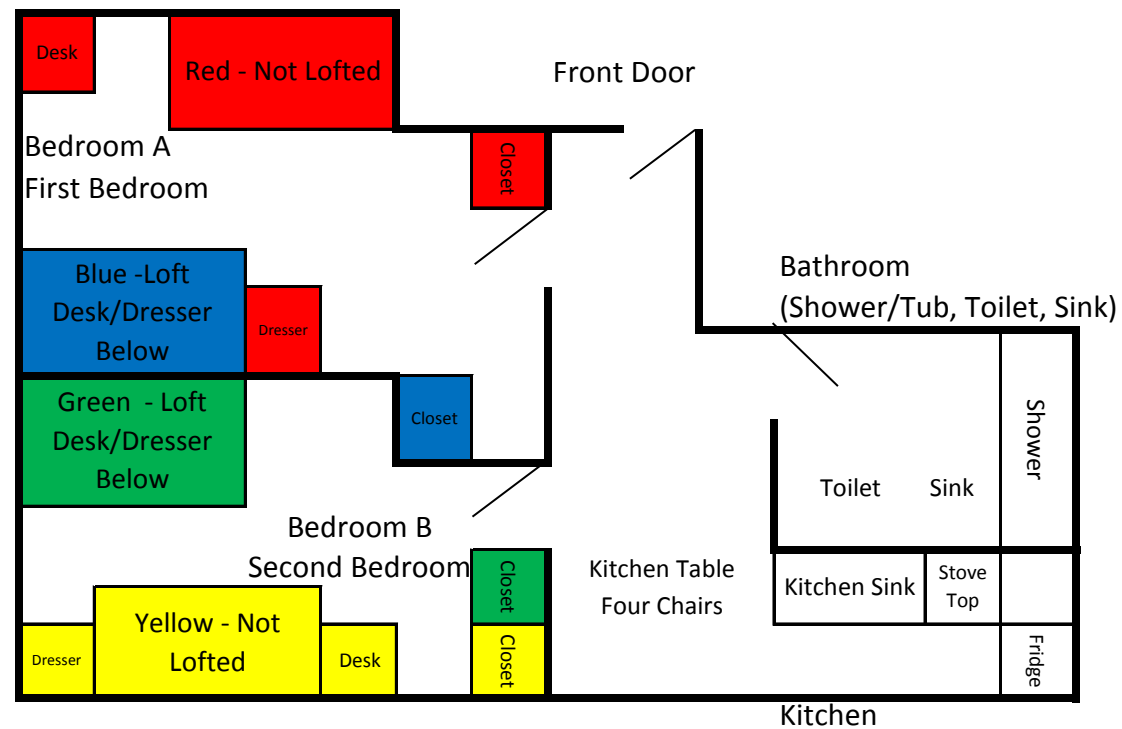 Desk
Red - Not Lofted
Front Door
Bedroom A
First Bedroom
Closet
Blue -Loft
Desk/Dresser
Below
Dresser
Bathroom
(Shower/Tub, Toilet, Sink)
Green  - Loft
Desk/Dresser
Below
Closet
Shower
Toilet
Sink
Bedroom B
Second Bedroom
Closet
Kitchen Table
Four Chairs
Kitchen Sink
Stove
Top
Dresser
Yellow - Not
Lofted
Desk
Closet
Fridge
Kitchen